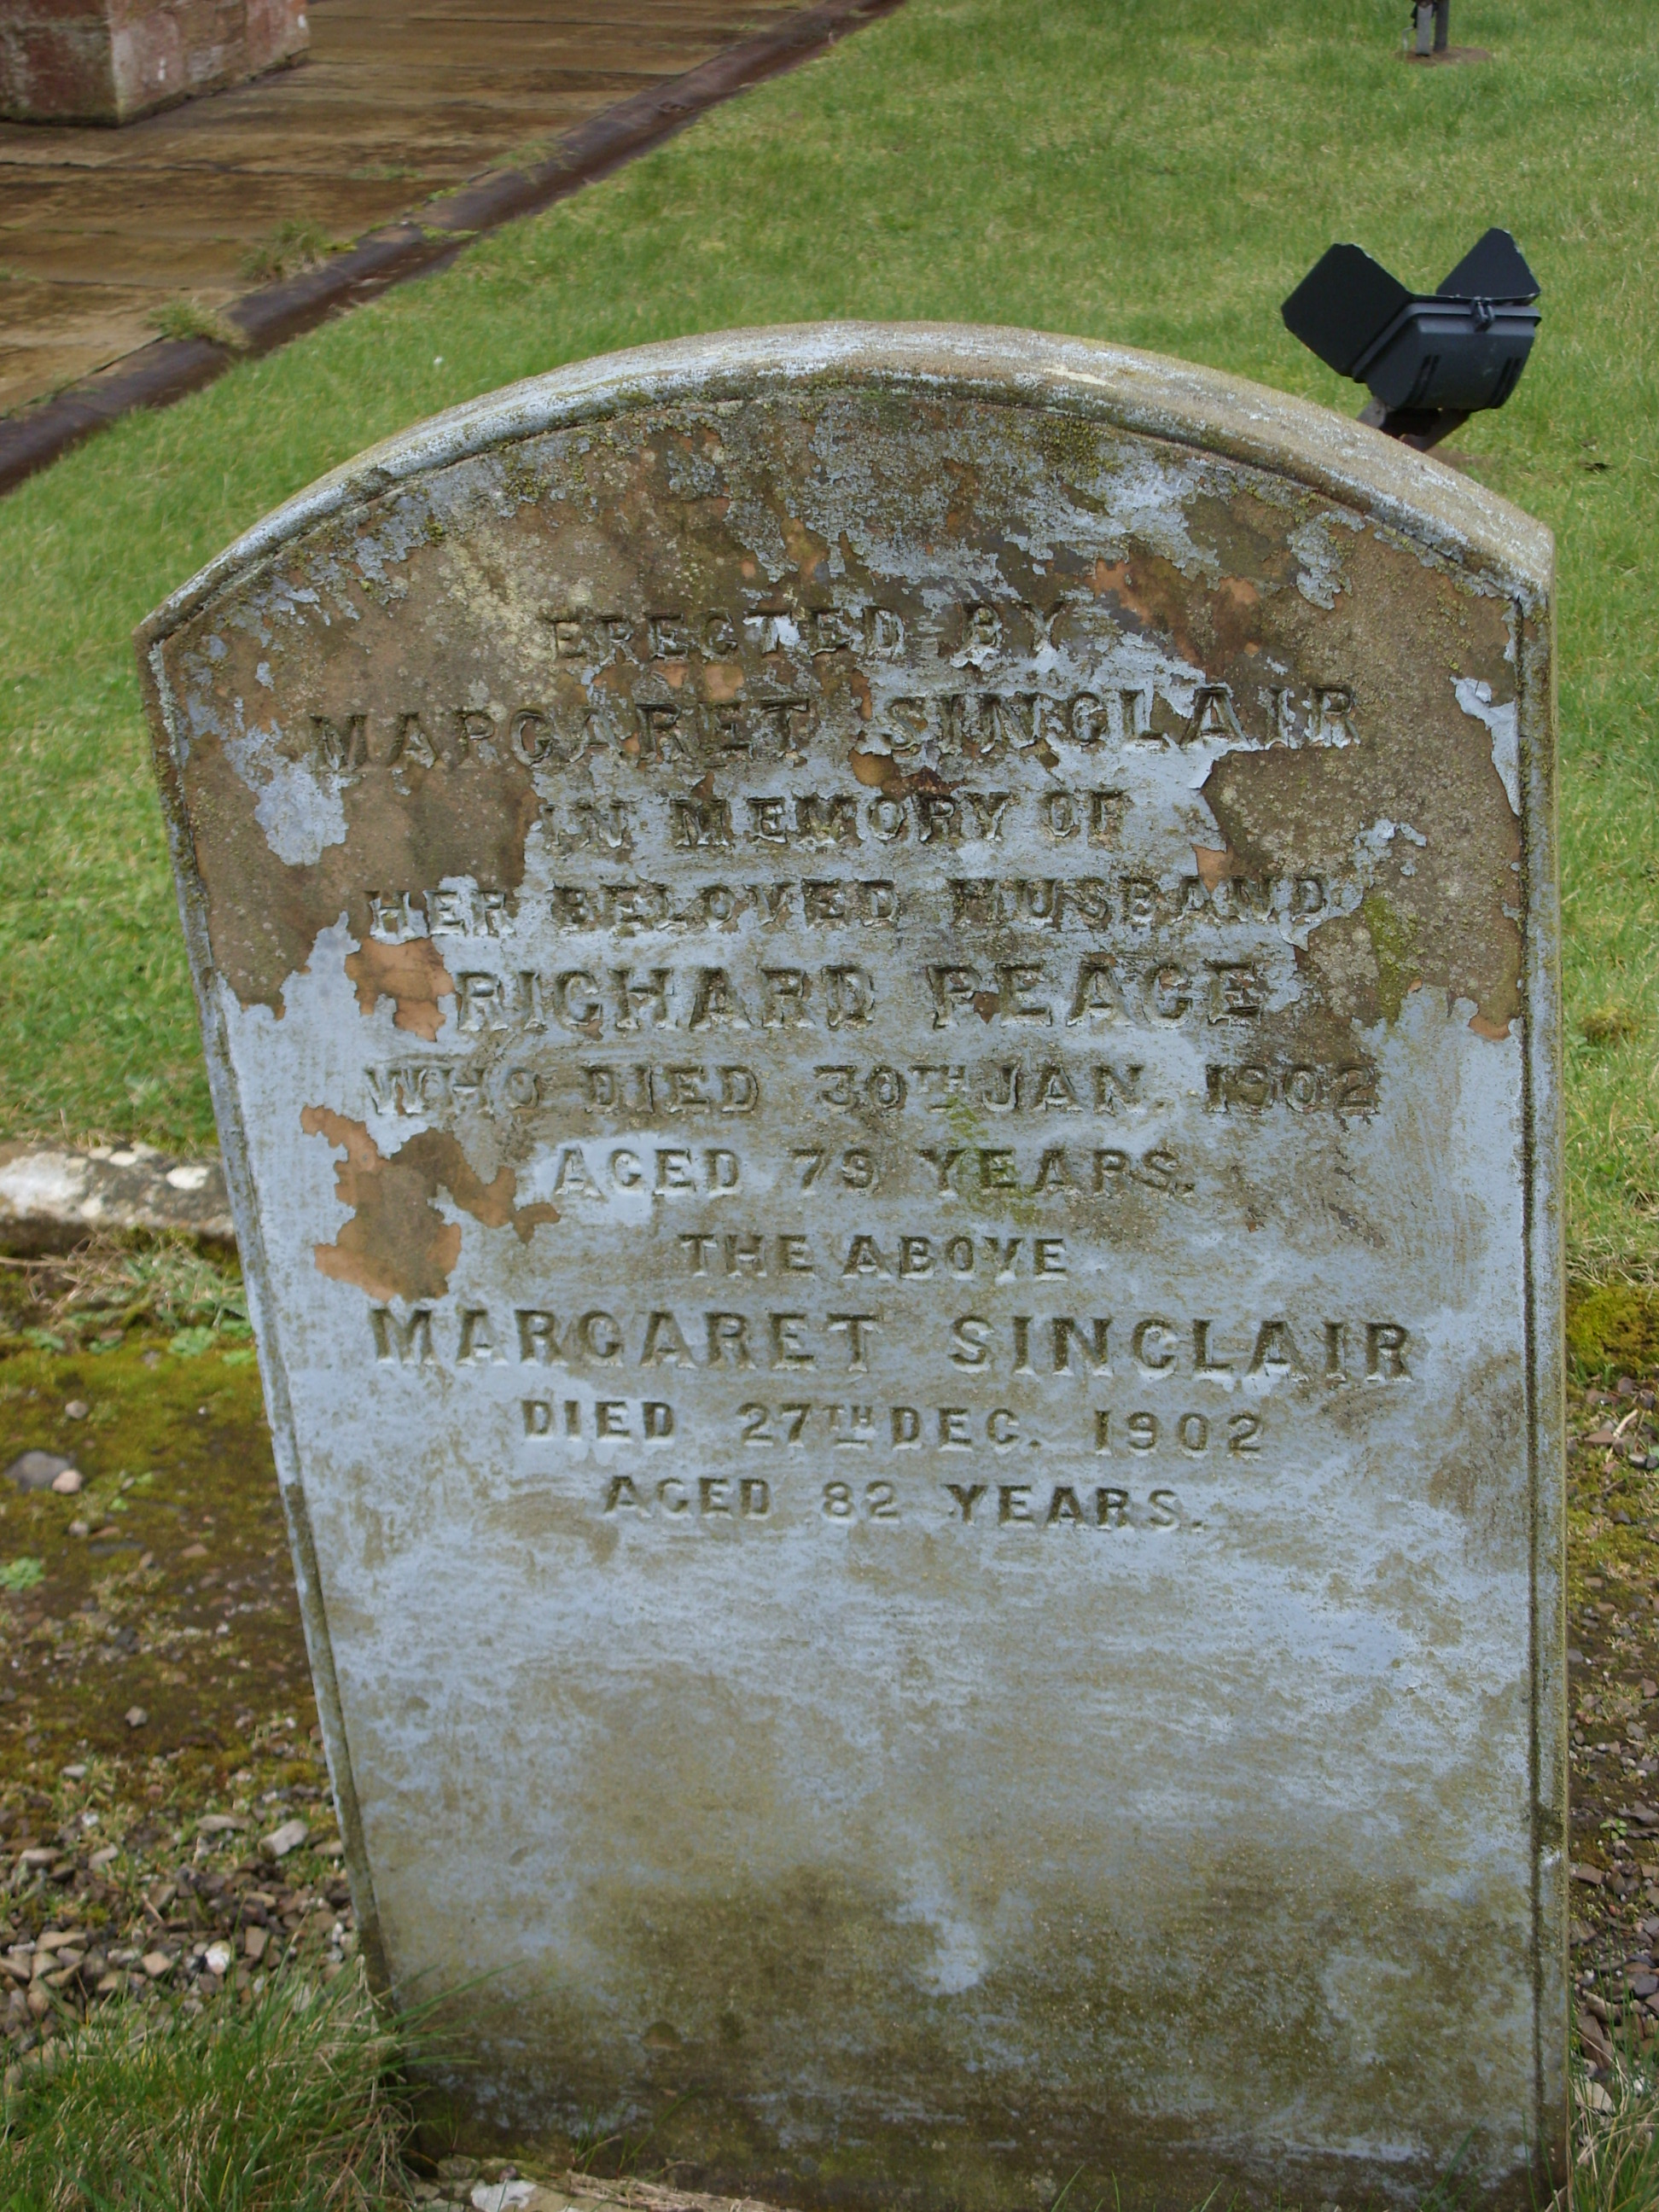 ERECTED BY
MARGARET SINCLAIR
IN MEMORY OF
HER BELOVED HUSBAND
RICHARD PEACE
WHO DIED 30TH JAN. 1902
AGED 79 YEARS.
THE ABOVE
MARGARET SINCLAIR
DIED 27TH DEC. 1902
AGED 82 YEARS.